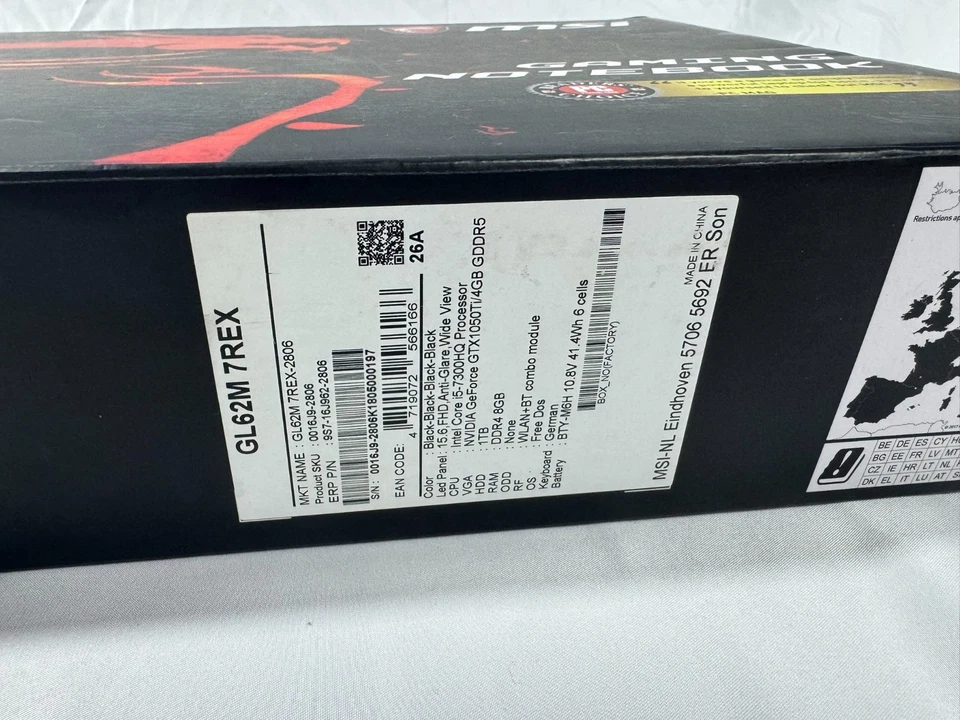 msi
GAMING
NOTEBOOK
GL62M 7REX
MKT NAME : GL62M 7REX-2806
Product SKU : 0016J9-2806
ERP P/N : 9S7-16J962-2806
S/N: 0016J9-2806K1805000197
EAN CODE:
4 719072 566166
26A
Color : Black-Black-Black-Black
Led Panel : 15.6,FHD,Anti-Glare,Wide View
CPU : Intel Core i5-7300HQ Processor
VGA : NVIDIA GeForce GTX1050Ti/4GB GDDR5
HDD : 1TB
RAM : DDR4 8GB
ODD : None
RF : WLAN+BT combo module
OS : Free Dos
Keyboard : German
Battery : BTY-M6H 10.8V 41.4Wh 6 cells
BOX_NO(FACTORY)
MADE IN CHINA
MSI-NL Eindhoven 5706 5692 ER Son
Restrictions
BE DE ES CY
BG EE FR LV MT
CZ IE HR LT NL
DK EL IT LU AT